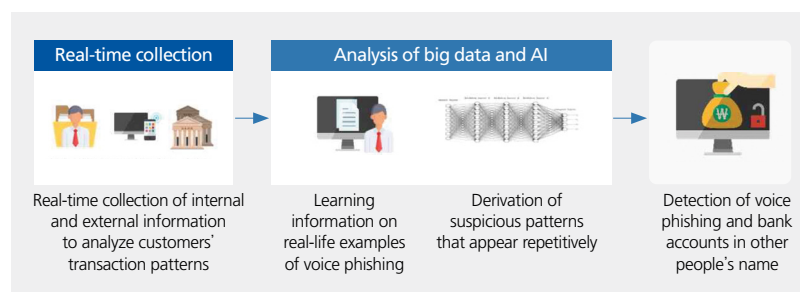 Real-time collection
Analysis of big data and AI
₩
Real-time collection of internal
and external information
to analyze customers’
transaction patterns
Learning
information on
real-life examples
of voice phishing
Derivation of
suspicious patterns
that appear repetitively
Detection of voice
phishing and bank
accounts in other
people’s name